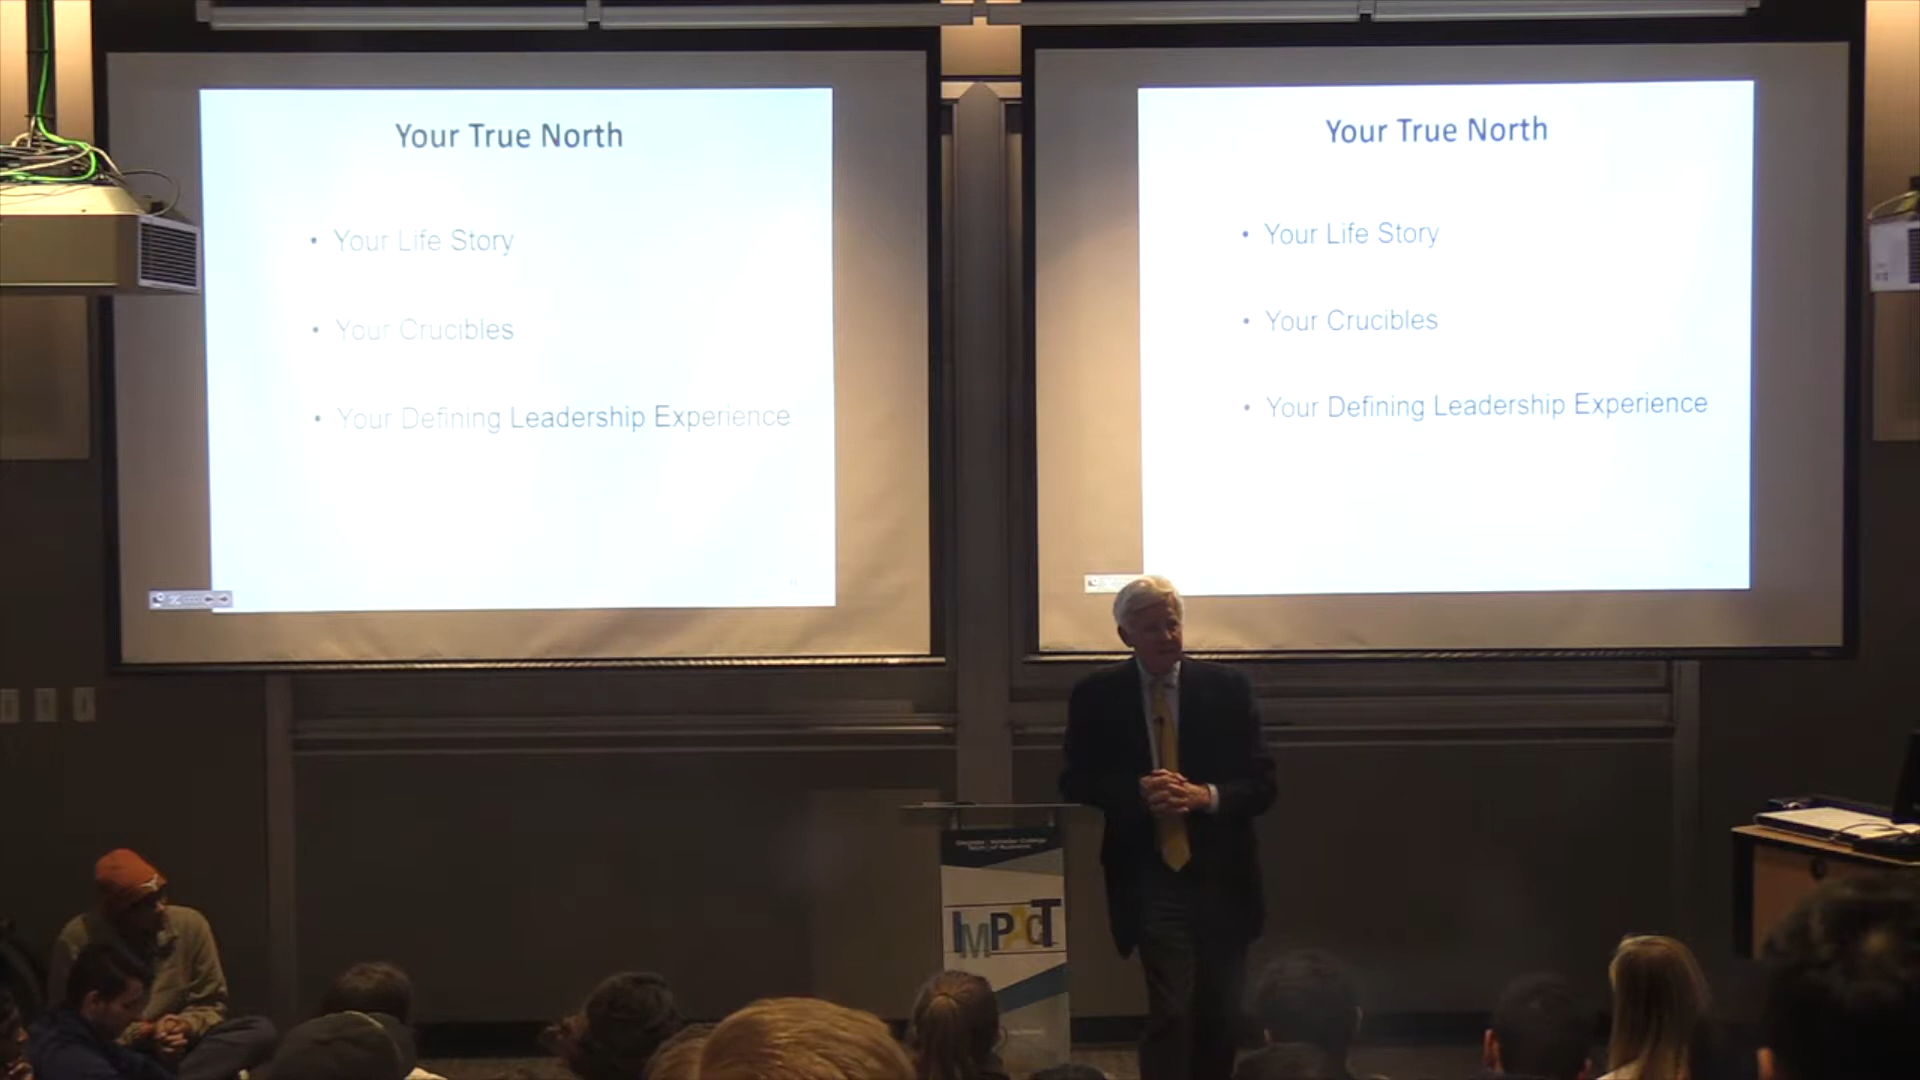 Your True North
• Your Life Story
• Your Crucibles
• Your Defining Leadership Experience
Your True North
• Your Life Story
• Your Crucibles
• Your Defining Leadership Experience
IMPACT